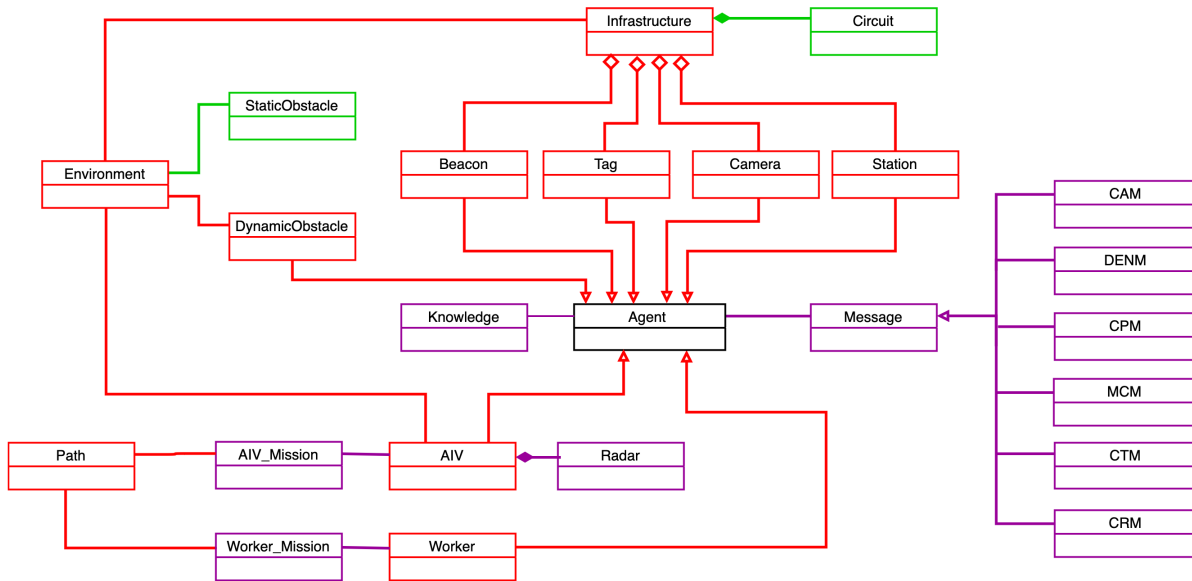 Infrastructure
Circuit
StaticObstacle
Beacon
Tag
Camera
Station
Environment
CAM
DynamicObstacle
DENM
Knowledge
Agent
Message
CPM
MCM
Path
AIV_Mission
AIV
Radar
CTM
CRM
Worker_Mission
Worker